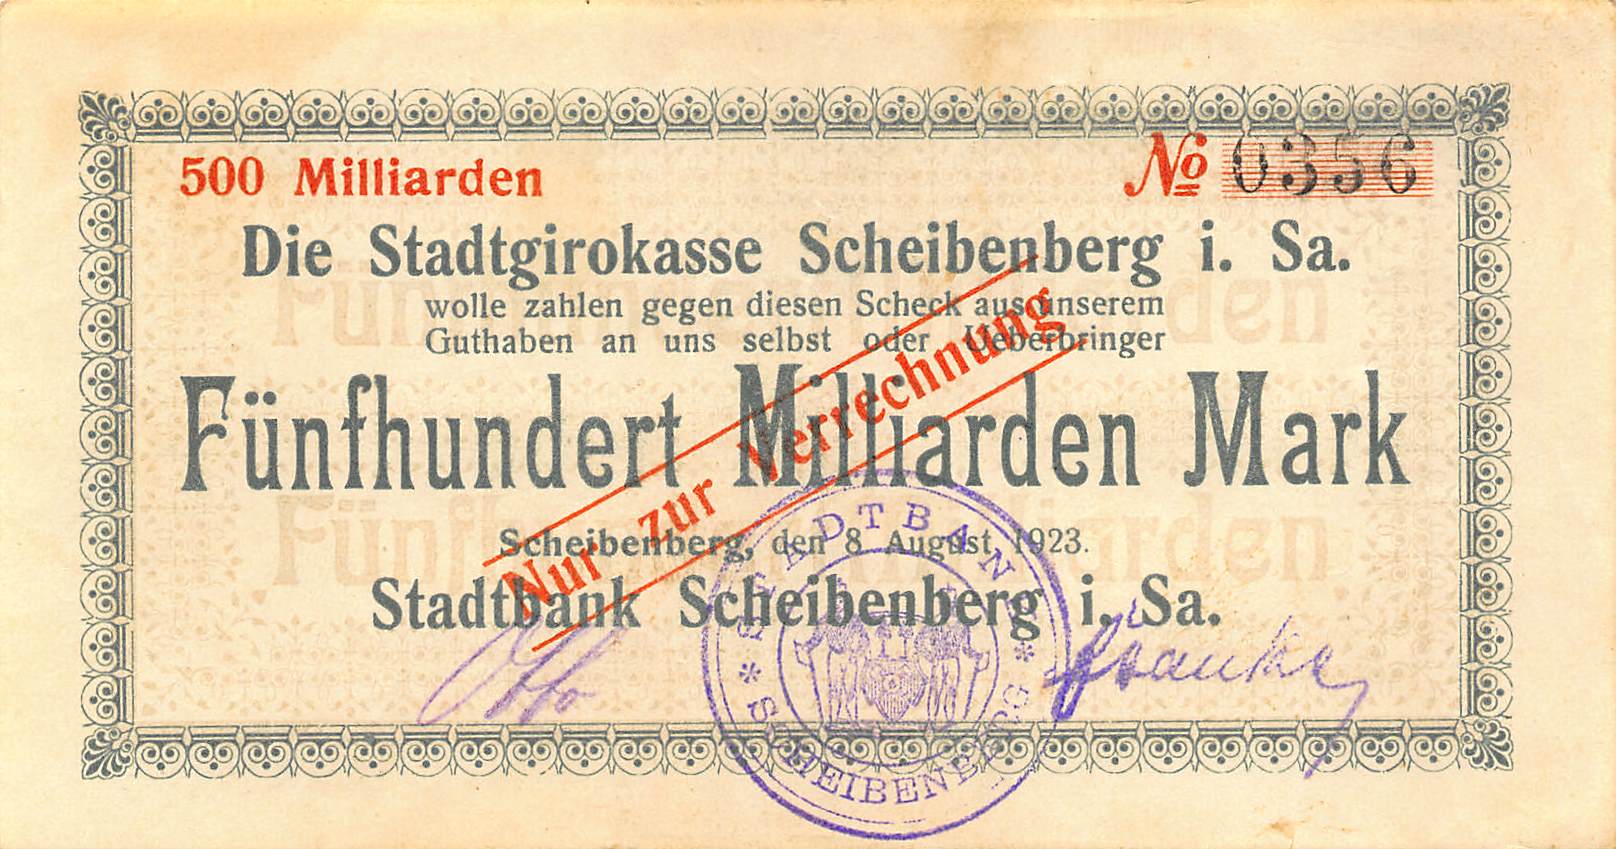 500 Milliarden
№ 0356
Die Stadtgirokasse Scheibenberg i. Sa.
wolle zahlen gegen diesen Scheck aus unserem
Guthaben an uns selbst oder Ueberbringer
Fünfhundert Milliarden Mark
Nur zur Verrechnung
Scheibenberg, den 8 August 1923.
Stadtbank Scheibenberg i. Sa.
STADTBANK
* SCHEIBENBERG *